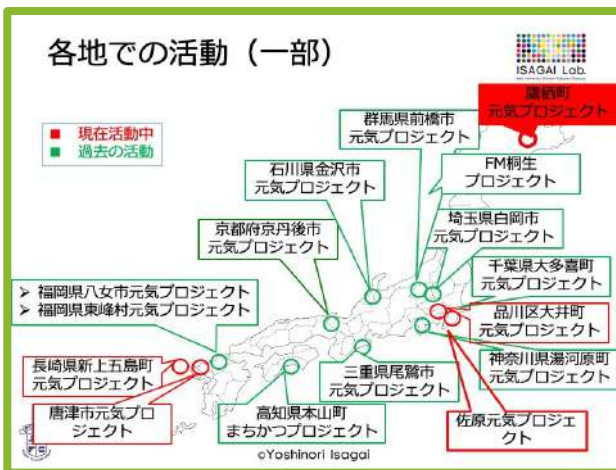 各地での活動（一部）
ISAGAI Lab.
■ 現在活動中
■ 過去の活動
鷹栖町
元気プロジェクト
群馬県前橋市
元気プロジェクト
FM桐生
プロジェクト
石川県金沢市
元気プロジェクト
埼玉県白岡市
元気プロジェクト
京都府京丹後市
元気プロジェクト
千葉県大多喜町
元気プロジェクト
➢ 福岡県八女市元気プロジェクト
➢ 福岡県東峰村元気プロジェクト
品川区大井町
元気プロジェクト
長崎県新上五島町
元気プロジェクト
三重県尾鷲市
元気プロジェクト
神奈川県湯河原町
元気プロジェクト
唐津市元気プロ
ジェクト
高知県本山町
まちかつプロジェクト
佐原元気プロジェ
クト
©Yoshinori Isagai